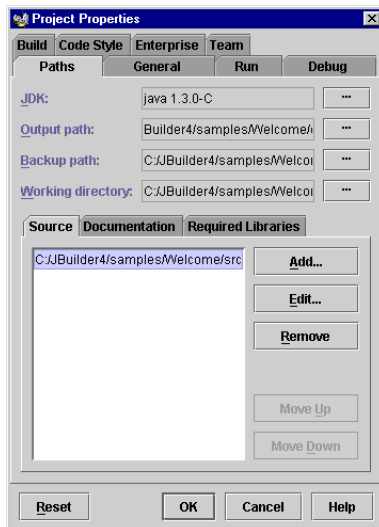 Project Properties
Build Code Style Enterprise Team
Paths General Run Debug
JDK: java 1.3.0-C ...
Output path: Builder4/samples/Welcome/ ...
Backup path: C:/JBuilder4/samples/Welcor ...
Working directory: C:/JBuilder4/samples/Welcor ...
Source Documentation Required Libraries
C:/JBuilder4/samples/Welcome/src
Add...
Edit...
Remove
Move Up
Move Down
Reset OK Cancel Help